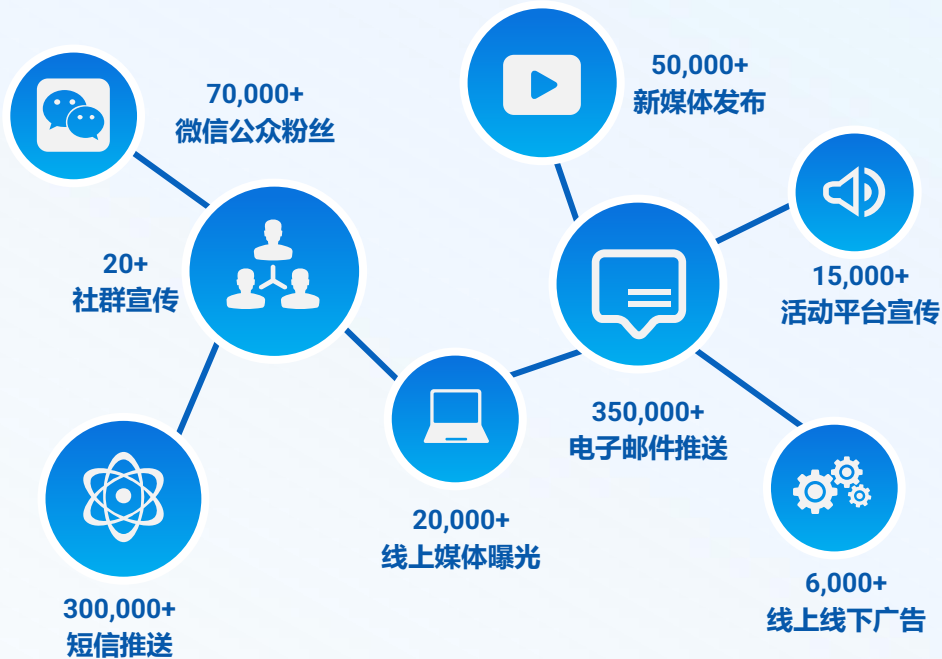 70,000+
微信公众粉丝
50,000+
新媒体发布
20+
社群宣传
15,000+
活动平台宣传
350,000+
电子邮件推送
20,000+
线上媒体曝光
6,000+
线上线下广告
300,000+
短信推送